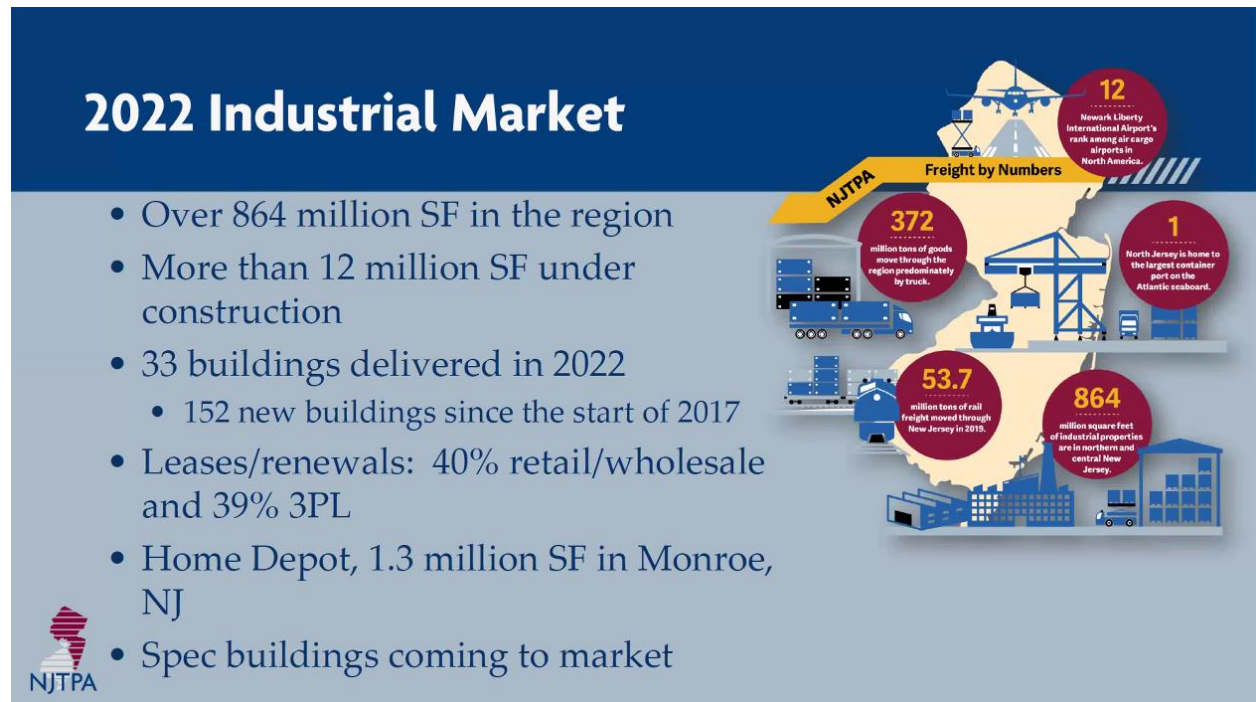 2022 Industrial Market
• Over 864 million SF in the region
• More than 12 million SF under
construction
• 33 buildings delivered in 2022
• 152 new buildings since the start of 2017
• Leases/renewals: 40% retail/wholesale
and 39% 3PL
• Home Depot, 1.3 million SF in Monroe,
NJ
• Spec buildings coming to market
NJTPA
12
Newark Liberty
International Airport's
rank among air cargo
airports in
North America.
NJTPA
Freight by Numbers
372
million tons of goods
move through the
region predominately
by truck.
1
North Jersey is home to
the largest container
port on the
Atlantic seaboard.
53.7
million tons of rail
freight moved through
New Jersey in 2019.
864
million square feet
of industrial properties
are in northern and
central New
Jersey.